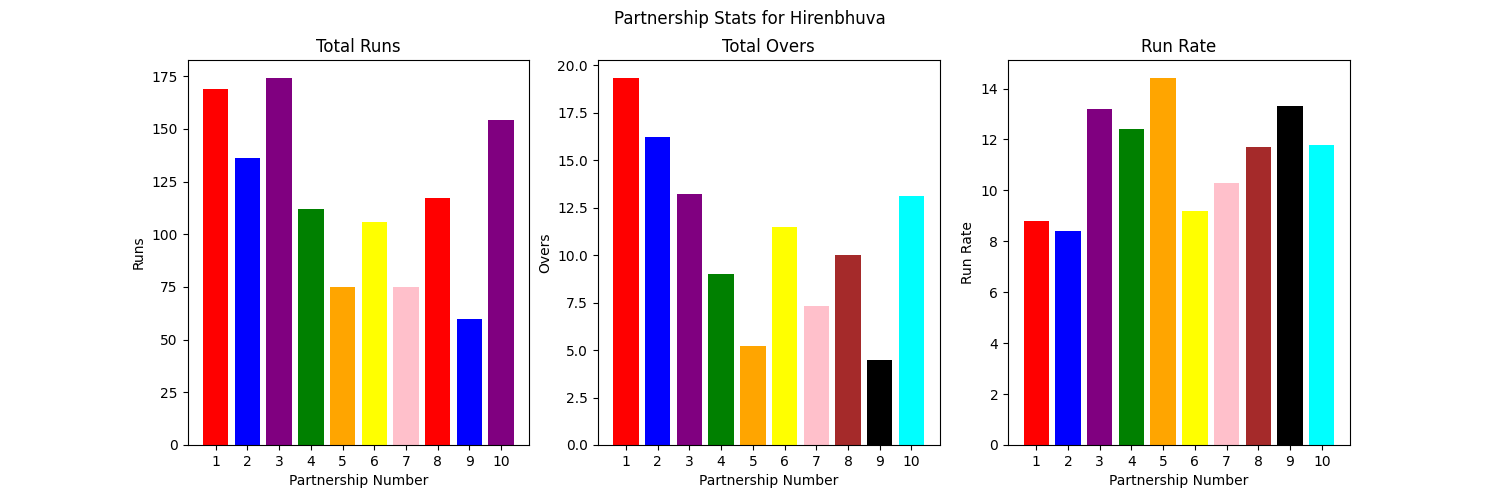 Partnership Stats for Hirenbhuva
Total Runs
Runs
175
150
125
100
75
50
25
0
1 2 3 4 5 6 7 8 9 10
Partnership Number
Total Overs
Overs
20.0
17.5
15.0
12.5
10.0
7.5
5.0
2.5
0.0
1 2 3 4 5 6 7 8 9 10
Partnership Number
Run Rate
Run Rate
14
12
10
8
6
4
2
0
1 2 3 4 5 6 7 8 9 10
Partnership Number